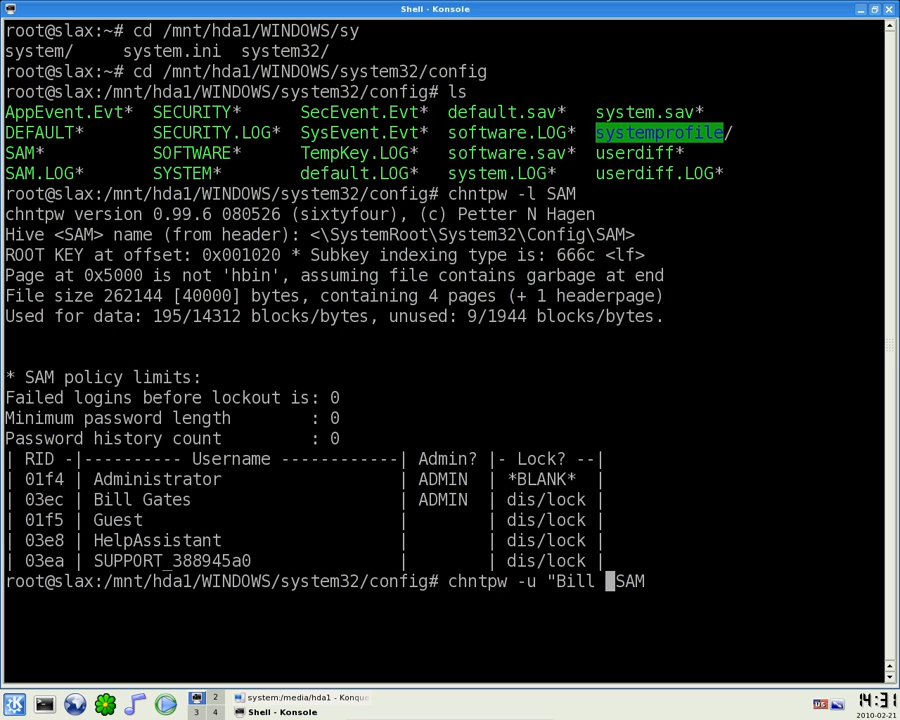 Shell - Konsole
root@slax:~# cd /mnt/hda1/WINDOWS/sy
system/     system.ini  system32/
root@slax:~# cd /mnt/hda1/WINDOWS/system32/config
root@slax:/mnt/hda1/WINDOWS/system32/config# ls
AppEvent.Evt*  SECURITY*      SecEvent.Evt*  default.sav*   system.sav*
DEFAULT*       SECURITY.LOG*  SysEvent.Evt*  software.LOG*  systemprofile/
SAM*           SOFTWARE*      TempKey.LOG*   software.sav*  userdiff*
SAM.LOG*       SYSTEM*        default.LOG*   system.LOG*    userdiff.LOG*
root@slax:/mnt/hda1/WINDOWS/system32/config# chntpw -l SAM
chntpw version 0.99.6 080526 (sixtyfour), (c) Petter N Hagen
Hive <SAM> name (from header): <\SystemRoot\System32\Config\SAM>
ROOT KEY at offset: 0x001020 * Subkey indexing type is: 666c <lf>
Page at 0x5000 is not 'hbin', assuming file contains garbage at end
File size 262144 [40000] bytes, containing 4 pages (+ 1 headerpage)
Used for data: 195/14312 blocks/bytes, unused: 9/1944 blocks/bytes.
* SAM policy limits:
Failed logins before lockout is: 0
Minimum password length        : 0
Password history count         : 0
| RID -|---------- Username ------------| Admin? |- Lock? --|
| 01f4 | Administrator                  | ADMIN  | *BLANK*  |
| 03ec | Bill Gates                     | ADMIN  | dis/lock |
| 01f5 | Guest                          |        | dis/lock |
| 03e8 | HelpAssistant                  |        | dis/lock |
| 03ea | SUPPORT_388945a0               |        | dis/lock |
root@slax:/mnt/hda1/WINDOWS/system32/config# chntpw -u "Bill  SAM
1 2 system:/media/hda1 - Konque
3 4 Shell - Konsole
US 14:31
2010-02-21